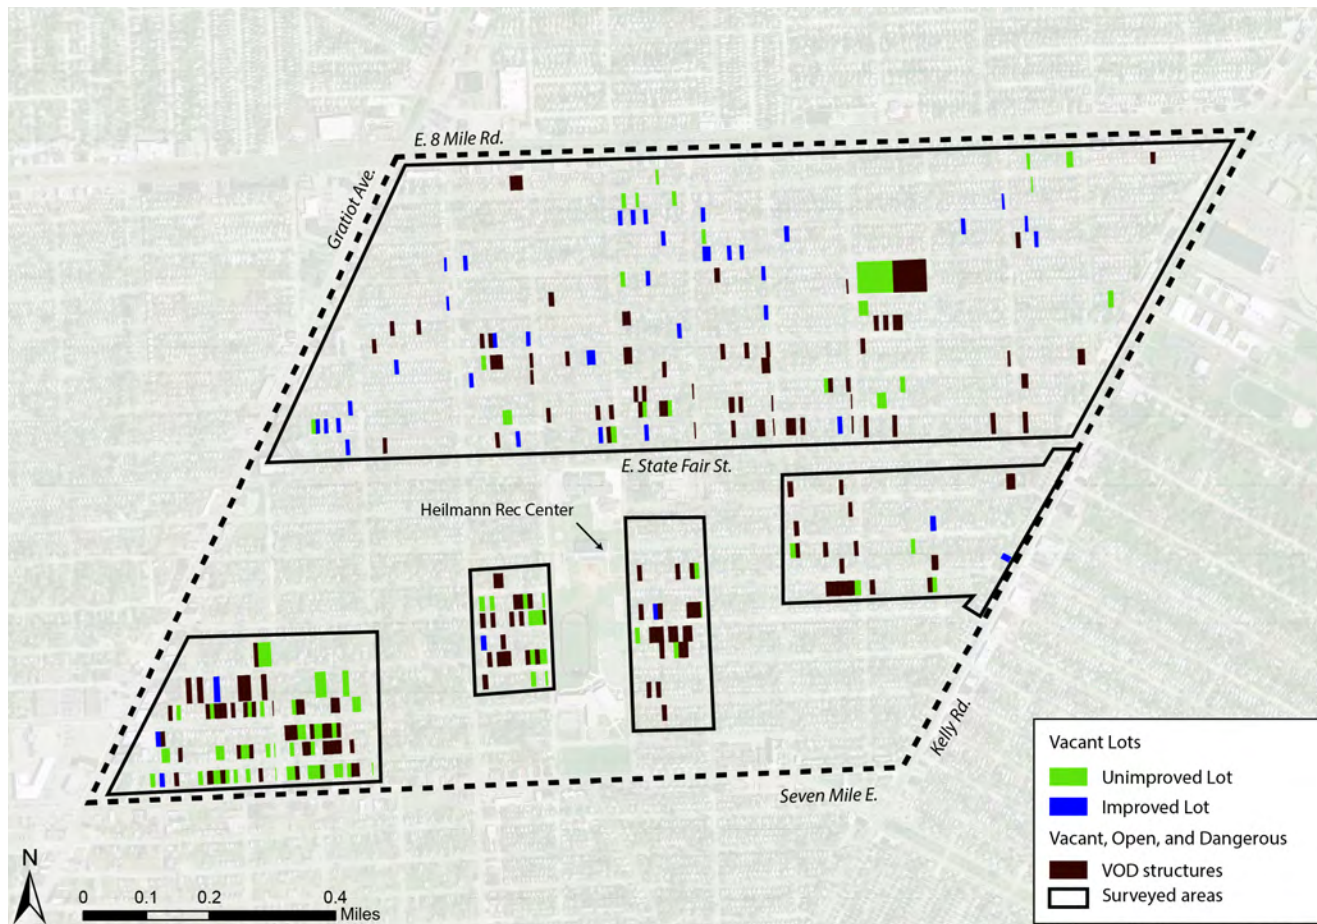 E. 8 Mile Rd.
Gratiot Ave.
E. State Fair St.
Heilmann Rec Center
Kelly Rd.
Seven Mile E.
Vacant Lots
Unimproved Lot
Improved Lot
Vacant, Open, and Dangerous
VOD structures
Surveyed areas
N
0 0.1 0.2 0.4
Miles